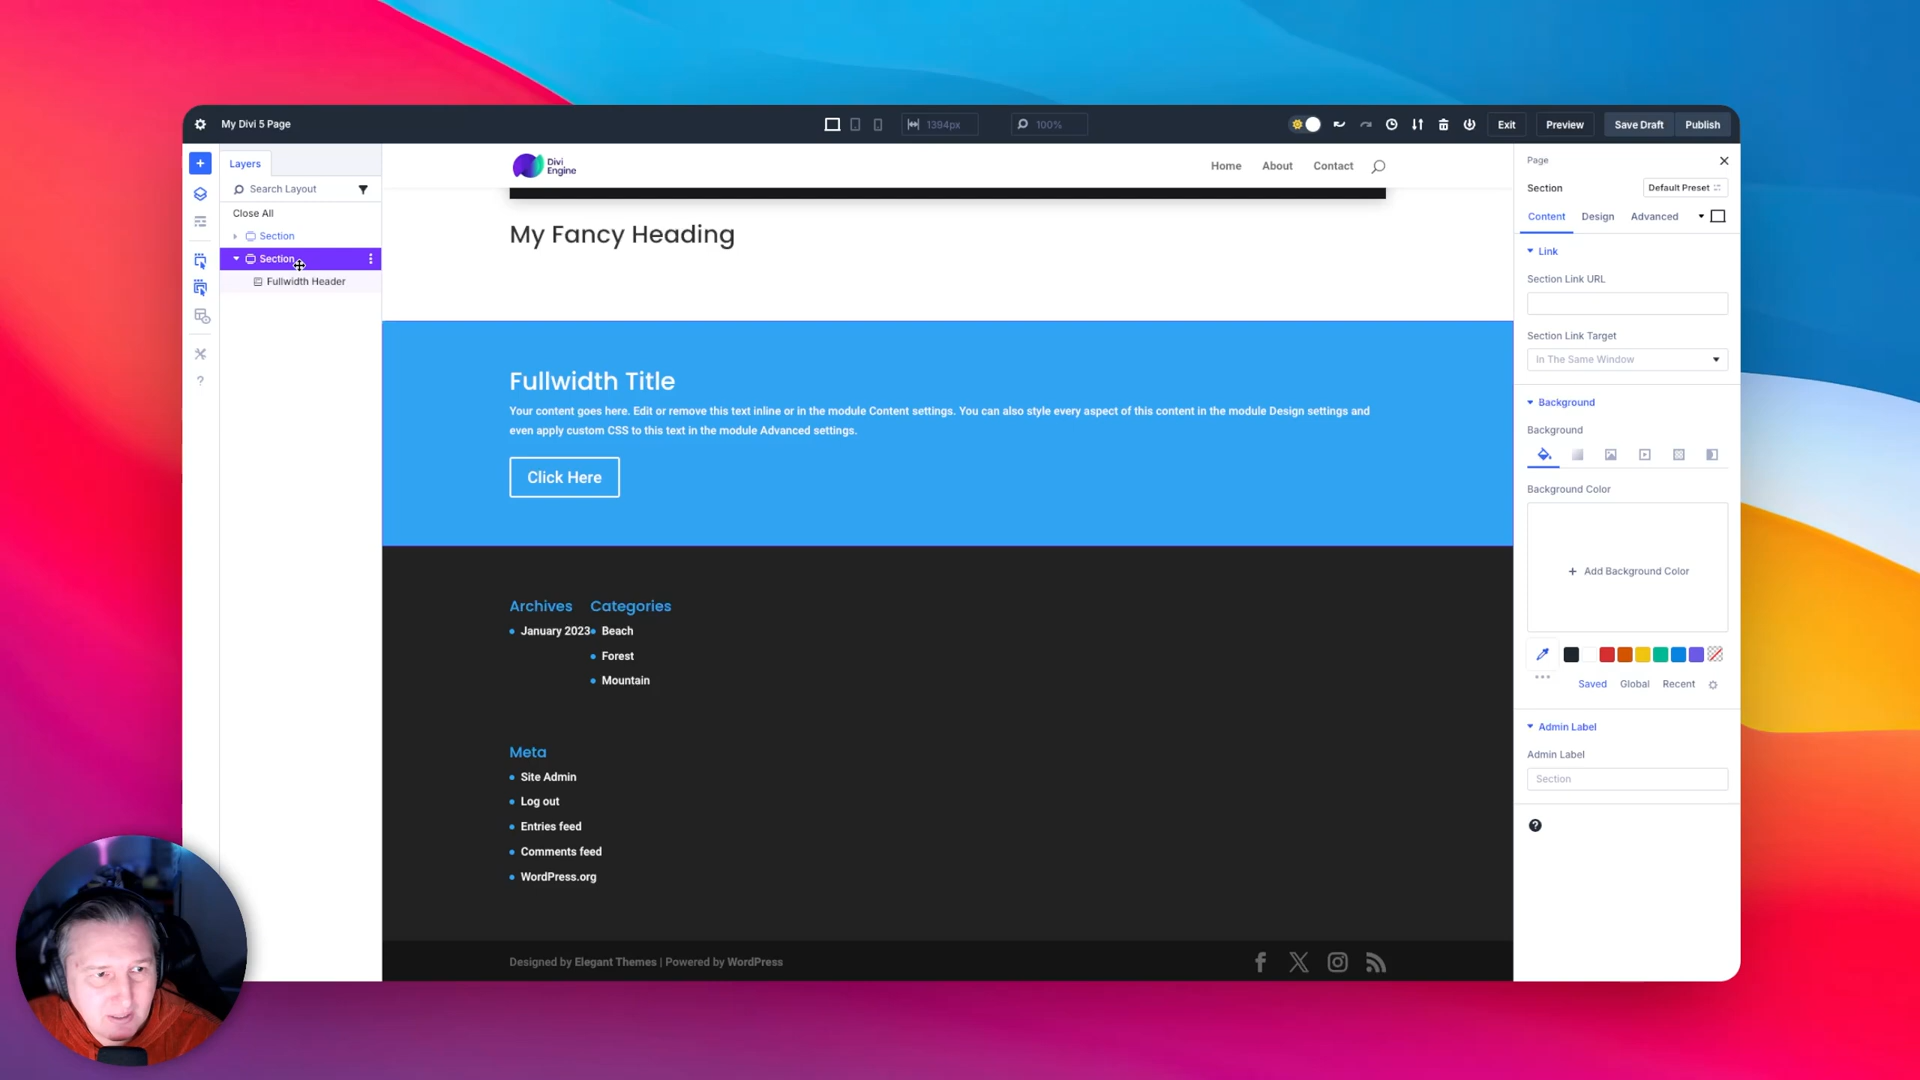 My Divi 5 Page
1394px
100%
Exit
Preview
Save Draft
Publish
Layers
Search Layout
Close All
Section
Section
Fullwidth Header
Divi
Engine
Home
About
Contact
My Fancy Heading
Fullwidth Title
Your content goes here. Edit or remove this text inline or in the module Content settings. You can also style every aspect of this content in the module Design settings and
even apply custom CSS to this text in the module Advanced settings.
Click Here
Archives
January 2023
Categories
Beach
Forest
Mountain
Meta
Site Admin
Log out
Entries feed
Comments feed
WordPress.org
Designed by Elegant Themes | Powered by WordPress
Page
Section
Default Preset
Content
Design
Advanced
Link
Section Link URL
Section Link Target
In The Same Window
Background
Background
Background Color
+ Add Background Color
Saved
Global
Recent
Admin Label
Admin Label
Section